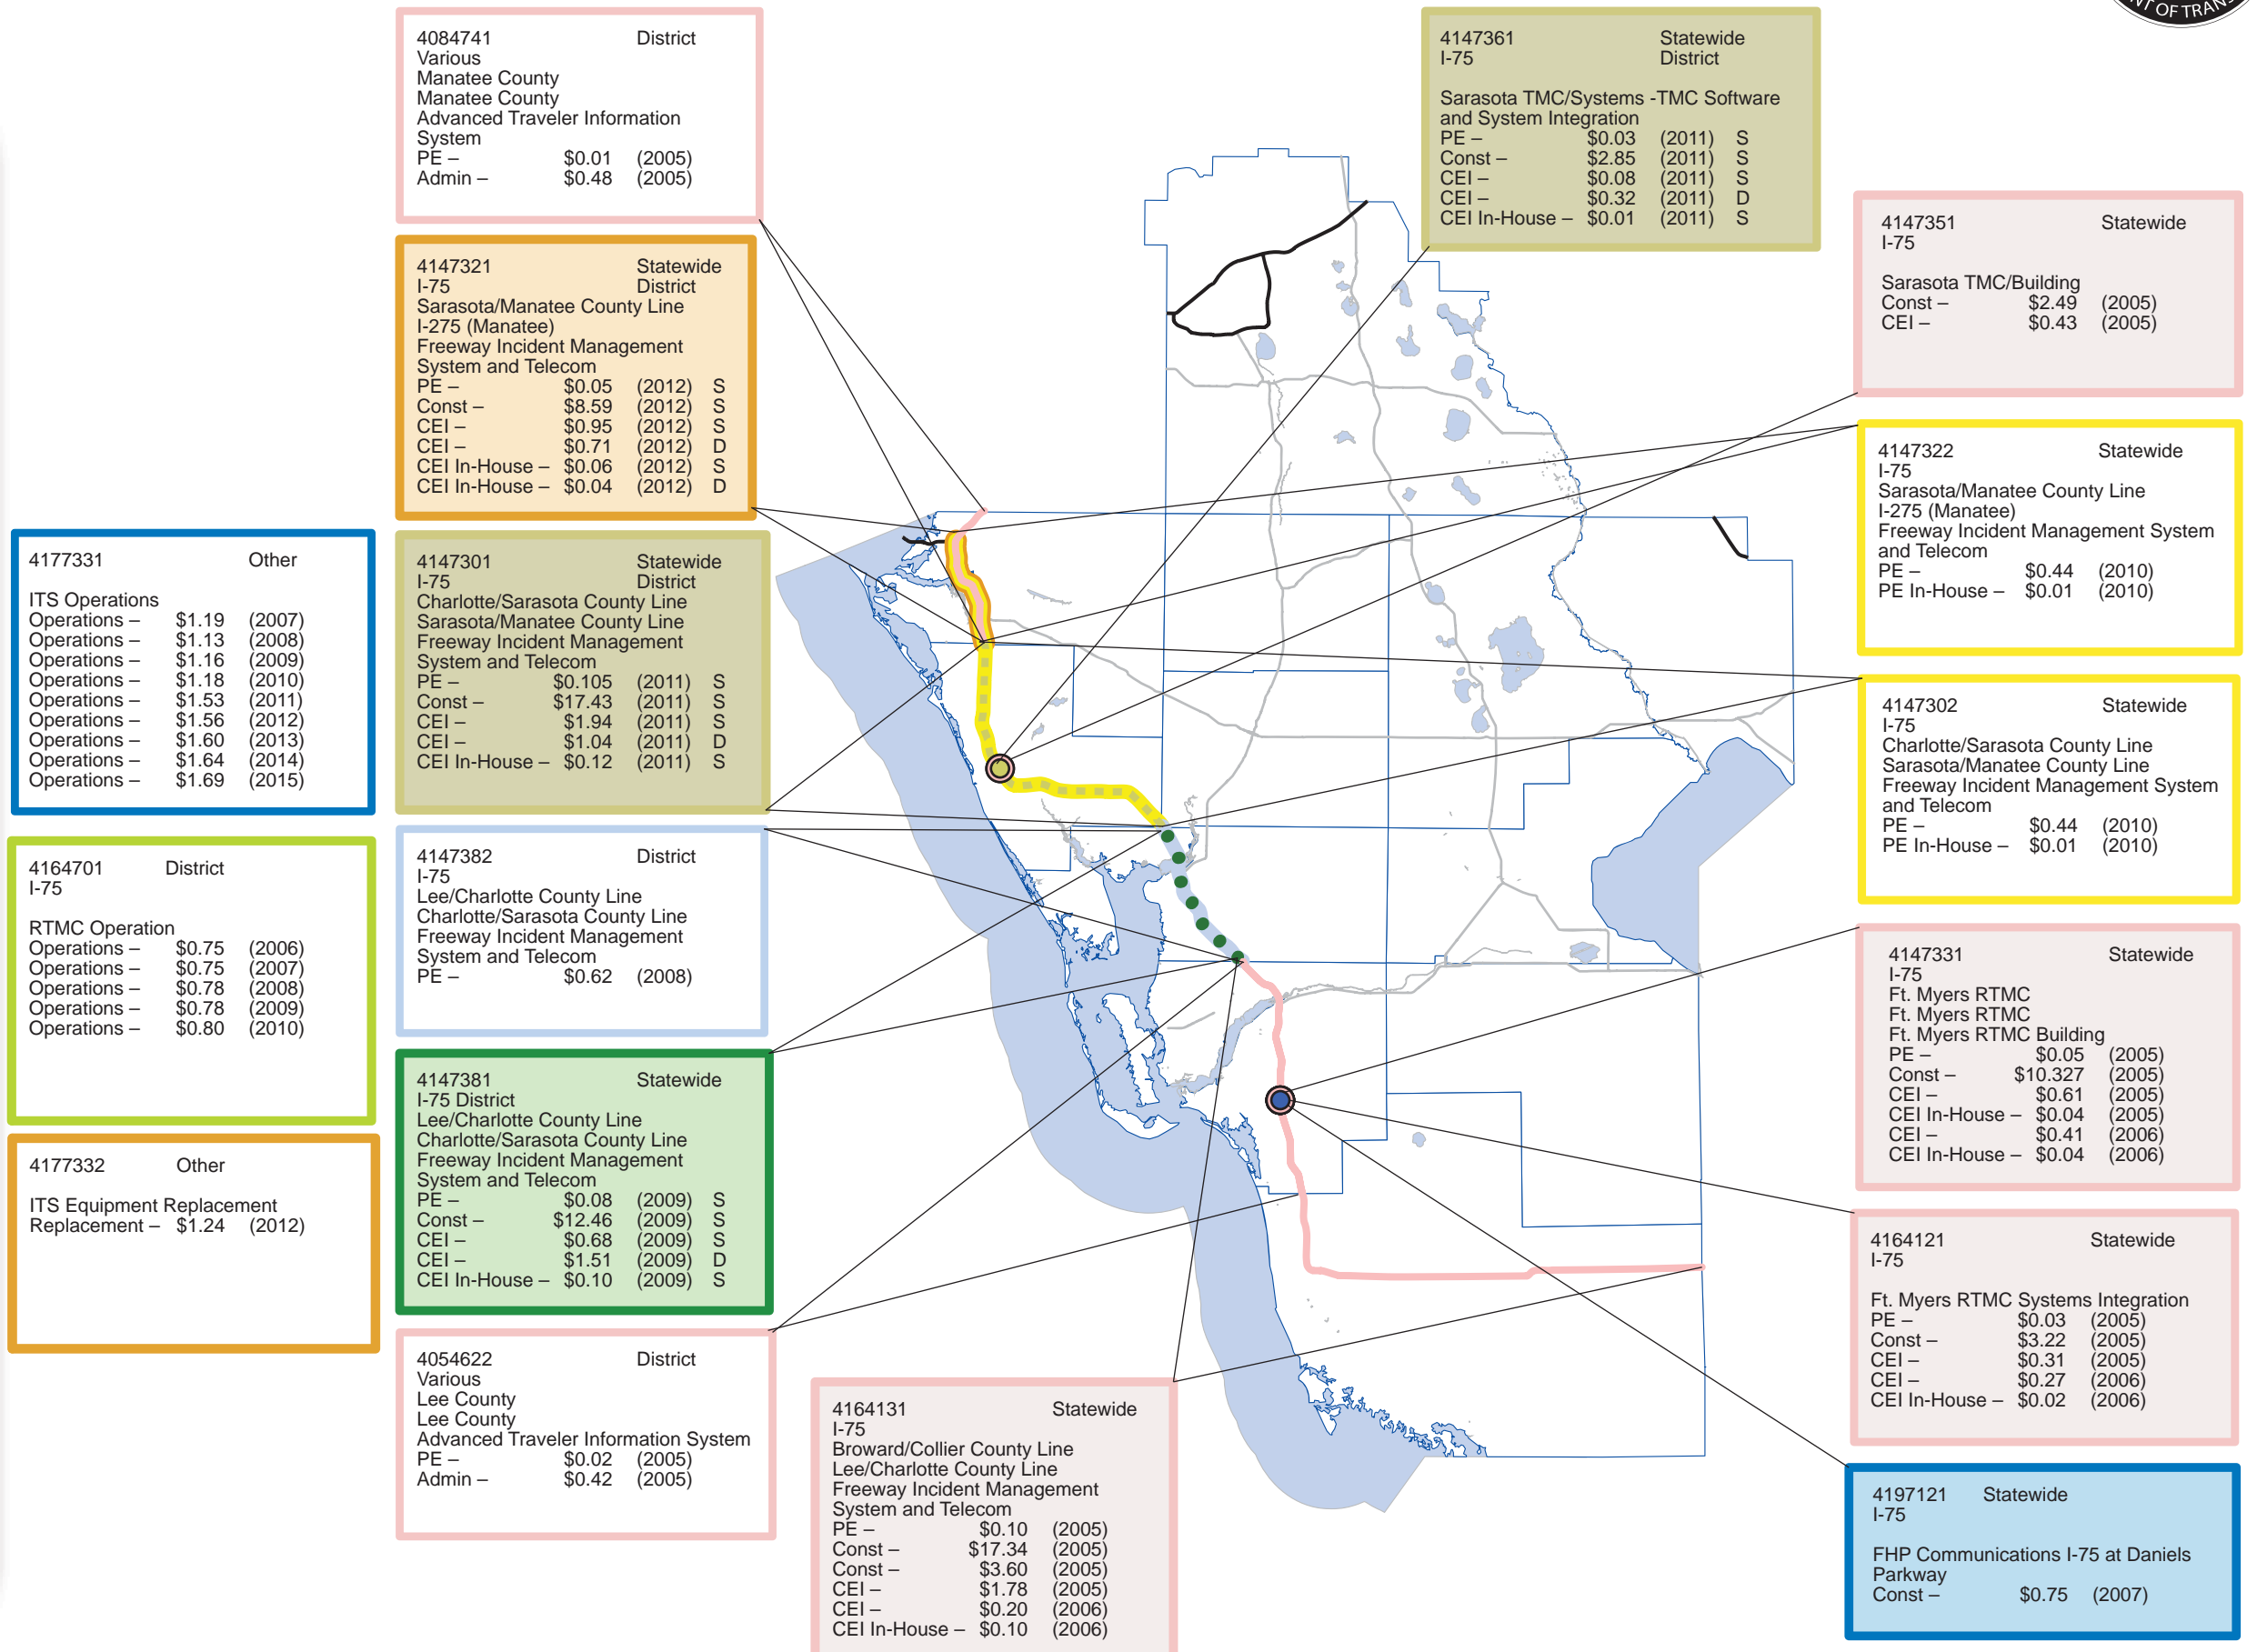 NT OF TRANS
4084741 District
Various
Manatee County
Manatee County
Advanced Traveler Information
System
PE – $0.01 (2005)
Admin – $0.48 (2005)
4147361 Statewide
I-75 District
Sarasota TMC/Systems -TMC Software
and System Integration
PE – $0.03 (2011) S
Const – $2.85 (2011) S
CEI – $0.08 (2011) S
CEI – $0.32 (2011) D
CEI In-House – $0.01 (2011) S
4147351 Statewide
I-75
Sarasota TMC/Building
Const – $2.49 (2005)
CEI – $0.43 (2005)
4147321 Statewide
I-75 District
Sarasota/Manatee County Line
I-275 (Manatee)
Freeway Incident Management
System and Telecom
PE – $0.05 (2012) S
Const – $8.59 (2012) S
CEI – $0.95 (2012) S
CEI – $0.71 (2012) D
CEI In-House – $0.06 (2012) S
CEI In-House – $0.04 (2012) D
4147322 Statewide
I-75
Sarasota/Manatee County Line
I-275 (Manatee)
Freeway Incident Management System
and Telecom
PE – $0.44 (2010)
PE In-House – $0.01 (2010)
4177331 Other
ITS Operations
Operations – $1.19 (2007)
Operations – $1.13 (2008)
Operations – $1.16 (2009)
Operations – $1.18 (2010)
Operations – $1.53 (2011)
Operations – $1.56 (2012)
Operations – $1.60 (2013)
Operations – $1.64 (2014)
Operations – $1.69 (2015)
4147301 Statewide
I-75 District
Charlotte/Sarasota County Line
Sarasota/Manatee County Line
Freeway Incident Management
System and Telecom
PE – $0.105 (2011) S
Const – $17.43 (2011) S
CEI – $1.94 (2011) S
CEI – $1.04 (2011) D
CEI In-House – $0.12 (2011) S
4147302 Statewide
I-75
Charlotte/Sarasota County Line
Sarasota/Manatee County Line
Freeway Incident Management System
and Telecom
PE – $0.44 (2010)
PE In-House – $0.01 (2010)
4164701 District
I-75
RTMC Operation
Operations – $0.75 (2006)
Operations – $0.75 (2007)
Operations – $0.78 (2008)
Operations – $0.78 (2009)
Operations – $0.80 (2010)
4147382 District
I-75
Lee/Charlotte County Line
Charlotte/Sarasota County Line
Freeway Incident Management
System and Telecom
PE – $0.62 (2008)
4147331 Statewide
I-75
Ft. Myers RTMC
Ft. Myers RTMC
Ft. Myers RTMC Building
PE – $0.05 (2005)
Const – $10.327 (2005)
CEI – $0.61 (2005)
CEI In-House – $0.04 (2005)
CEI – $0.41 (2006)
CEI In-House – $0.04 (2006)
4177332 Other
ITS Equipment Replacement
Replacement – $1.24 (2012)
4147381 Statewide
I-75 District
Lee/Charlotte County Line
Charlotte/Sarasota County Line
Freeway Incident Management
System and Telecom
PE – $0.08 (2009) S
Const – $12.46 (2009) S
CEI – $0.68 (2009) S
CEI – $1.51 (2009) D
CEI In-House – $0.10 (2009) S
4164121 Statewide
I-75
Ft. Myers RTMC Systems Integration
PE – $0.03 (2005)
Const – $3.22 (2005)
CEI – $0.31 (2005)
CEI – $0.27 (2006)
CEI In-House – $0.02 (2006)
4054622 District
Various
Lee County
Lee County
Advanced Traveler Information System
PE – $0.02 (2005)
Admin – $0.42 (2005)
4164131 Statewide
I-75
Broward/Collier County Line
Lee/Charlotte County Line
Freeway Incident Management
System and Telecom
PE – $0.10 (2005)
Const – $17.34 (2005)
Const – $3.60 (2005)
CEI – $1.78 (2005)
CEI – $0.20 (2006)
CEI In-House – $0.10 (2006)
4197121 Statewide
I-75
FHP Communications I-75 at Daniels
Parkway
Const – $0.75 (2007)